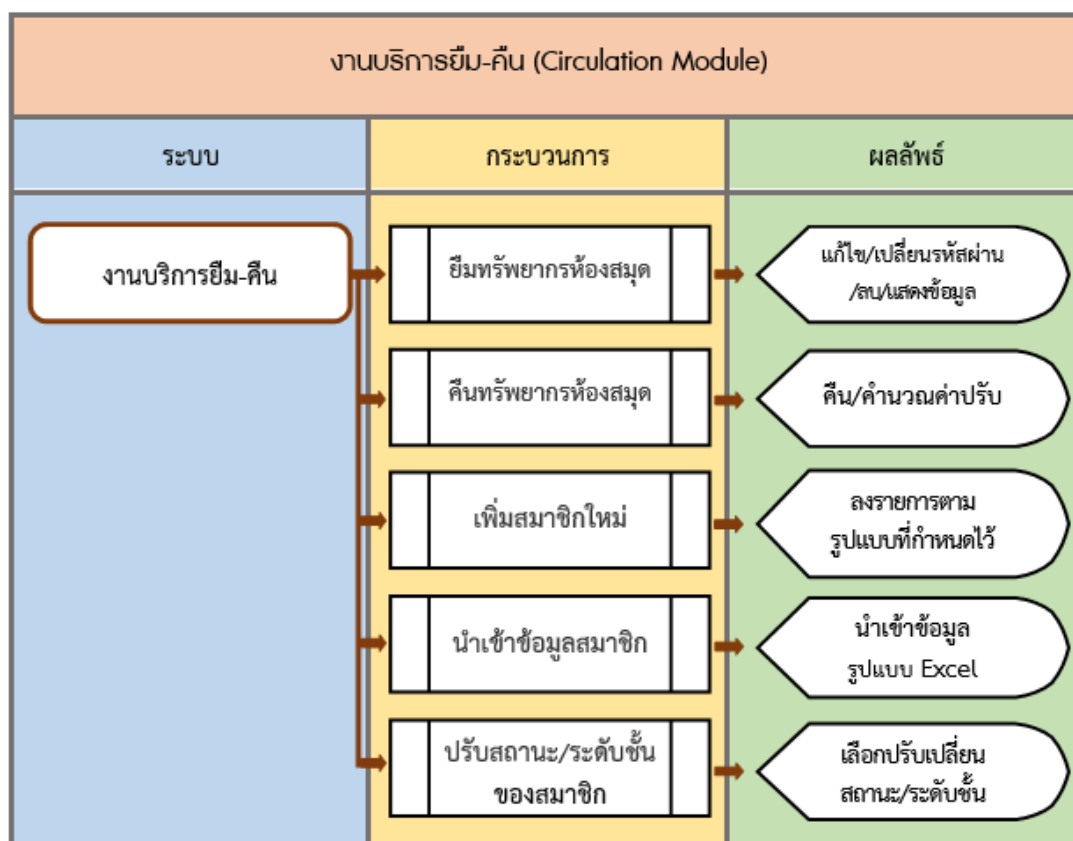 งานบริการยืม-คืน (Circulation Module)
ระบบ
กระบวนการ
ผลลัพธ์
งานบริการยืม-คืน
ยืมทรัพยากรห้องสมุด
แก้ไข/เปลี่ยนรหัสผ่าน
/ลบ/แสดงข้อมูล
คืนทรัพยากรห้องสมุด
คืน/คำนวณค่าปรับ
เพิ่มสมาชิกใหม่
ลงรายการตาม
รูปแบบที่กำหนดไว้
นำเข้าข้อมูลสมาชิก
นำเข้าข้อมูล
รูปแบบ Excel
ปรับสถานะ/ระดับชั้น
ของสมาชิก
เลือกปรับเปลี่ยน
สถานะ/ระดับชั้น